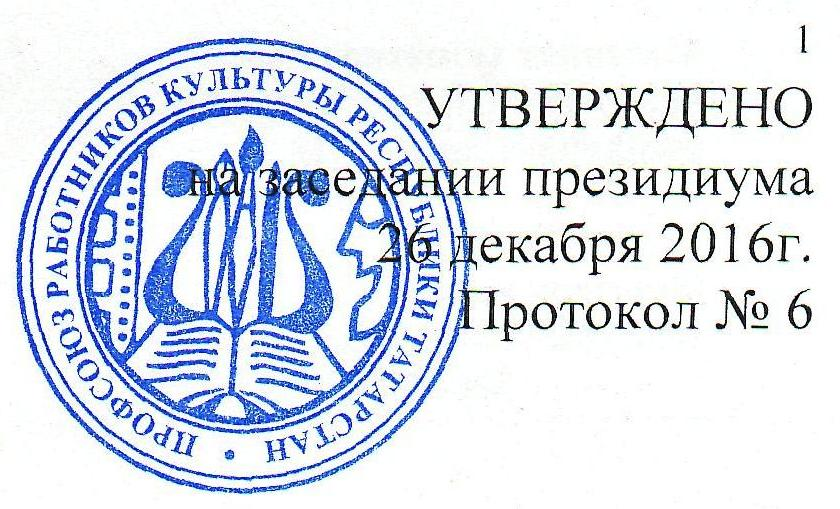 1
УТВЕРЖДЕНО
на заседании президиума
26 декабря 2016г.
Протокол № 6
ПРОФСОЮЗ РАБОТНИКОВ КУЛЬТУРЫ РЕСПУБЛИКИ ТАТАРСТАН •